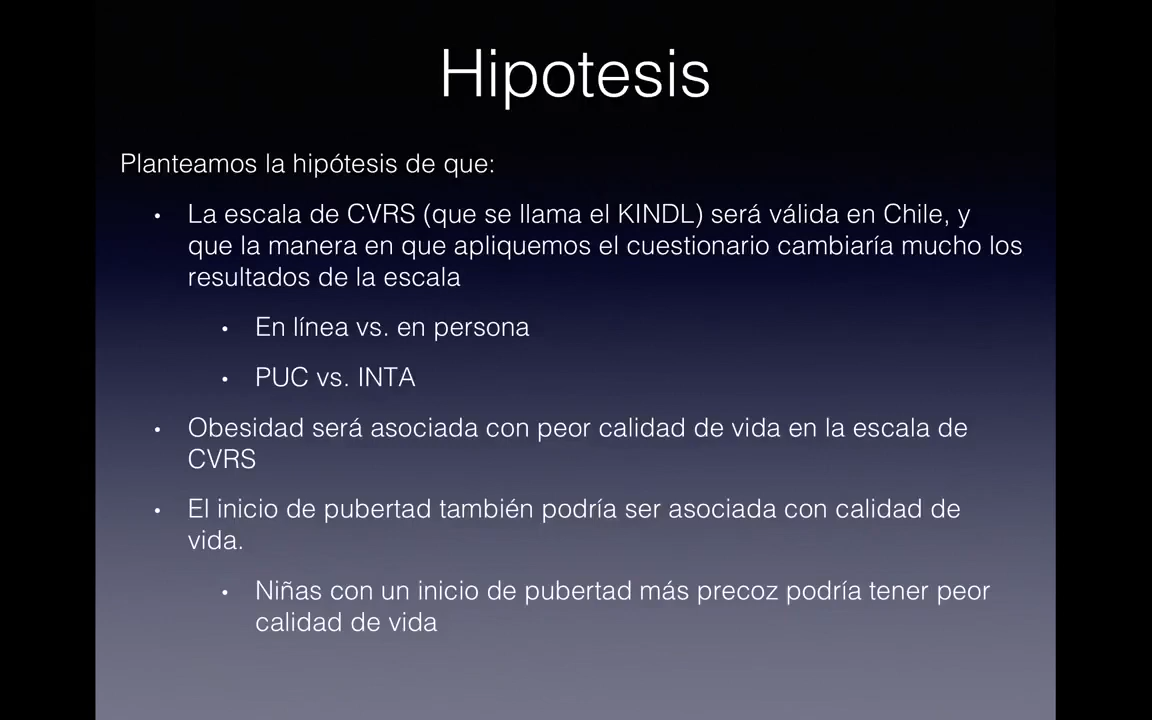 Hipotesis
Planteamos la hipótesis de que:
• La escala de CVRS (que se llama el KINDL) será válida en Chile, y
que la manera en que apliquemos el cuestionario cambiaría mucho los
resultados de la escala
• En línea vs. en persona
• PUC vs. INTA
• Obesidad será asociada con peor calidad de vida en la escala de
CVRS
• El inicio de pubertad también podría ser asociada con calidad de
vida.
• Niñas con un inicio de pubertad más precoz podría tener peor
calidad de vida